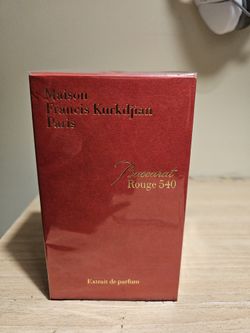 Maison
Francis Kurkdjian
Paris
Baccarat
Rouge 540
Extrait de parfum